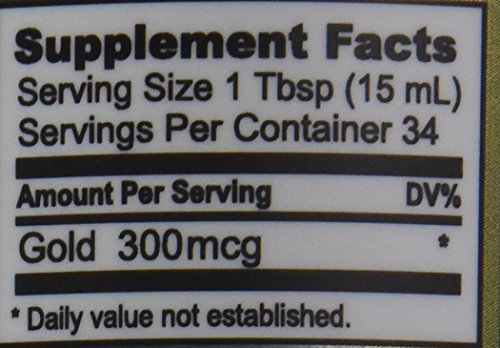 Supplement Facts
Serving Size 1 Tbsp (15 mL)
Servings Per Container 34
Amount Per Serving DV%
Gold 300mcg *
* Daily value not established.